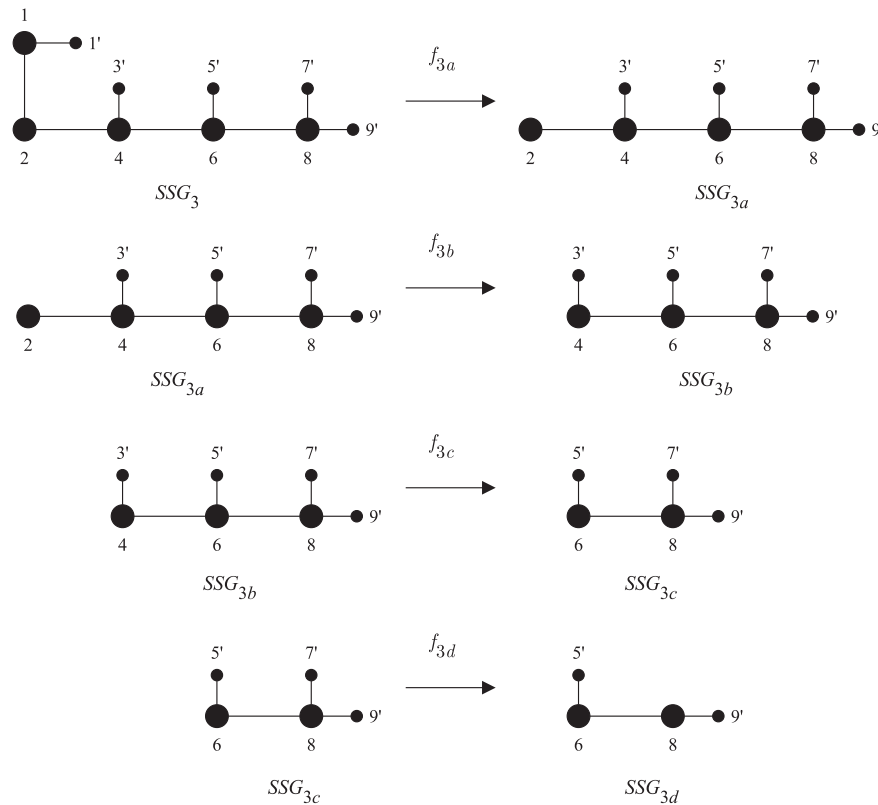 1
1'
3' 5' 7' f3a 3' 5' 7'
9' 9
2 4 6 8 2 4 6 8
SSG3 SSG3a
3' 5' 7' f3b 3' 5' 7'
9' 9'
2 4 6 8 4 6 8
SSG3a SSG3b
3' 5' 7' f3c 5' 7'
9' 9'
4 6 8 6 8
SSG3b SSG3c
5' 7' f3d 5'
9' 9'
6 8 6 8
SSG3c SSG3d